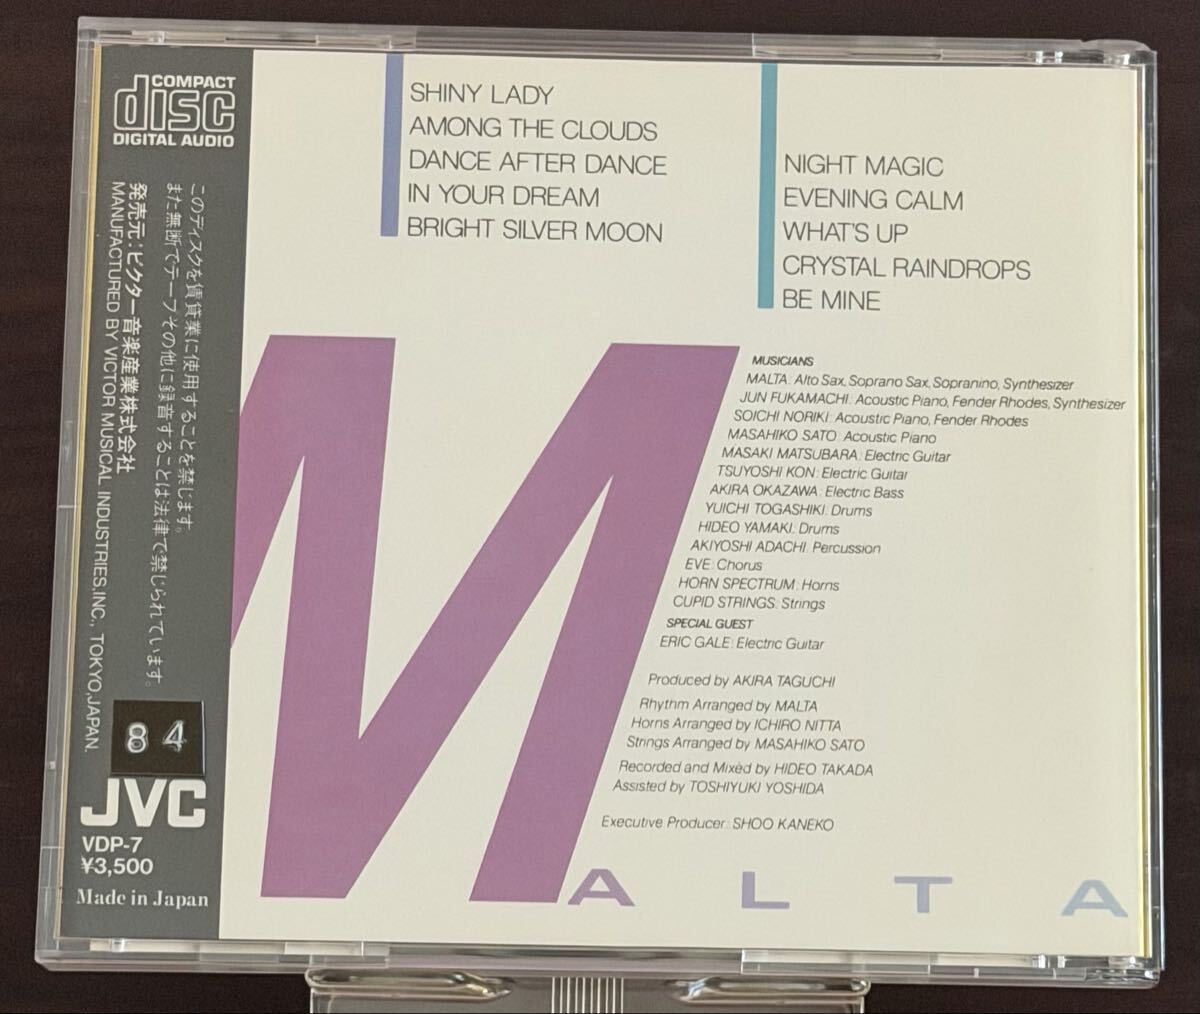 COMPACT
disc
DIGITAL AUDIO
このディスクを賃貸業に使用することを禁じます。
また無断でテープその他に録音することは法律で禁じられています。
発売元:ビクター音楽産業株式会社
MANUFACTURED BY VICTOR MUSICAL INDUSTRIES, INC., TOKYO, JAPAN.
8 4
JVC
VDP-7
¥3,500
Made in Japan
SHINY LADY
AMONG THE CLOUDS
DANCE AFTER DANCE
IN YOUR DREAM
BRIGHT SILVER MOON
NIGHT MAGIC
EVENING CALM
WHAT'S UP
CRYSTAL RAINDROPS
BE MINE
MUSICIANS
MALTA: Alto Sax, Soprano Sax, Sopranino, Synthesizer
JUN FUKAMACHI: Acoustic Piano, Fender Rhodes, Synthesizer
SOICHI NORIKI: Acoustic Piano, Fender Rhodes
MASAHIKO SATO: Acoustic Piano
MASAKI MATSUBARA: Electric Guitar
TSUYOSHI KON: Electric Guitar
AKIRA OKAZAWA: Electric Bass
YUICHI TOGASHIKI: Drums
HIDEO YAMAKI: Drums
AKIYOSHI ADACHI: Percussion
EVE: Chorus
HORN SPECTRUM: Horns
CUPID STRINGS: Strings
SPECIAL GUEST
ERIC GALE: Electric Guitar
Produced by AKIRA TAGUCHI
Rhythm Arranged by MALTA
Horns Arranged by ICHIRO NITTA
Strings Arranged by MASAHIKO SATO
Recorded and Mixed by HIDEO TAKADA
Assisted by TOSHIYUKI YOSHIDA
Executive Producer: SHOO KANEKO
MALTA